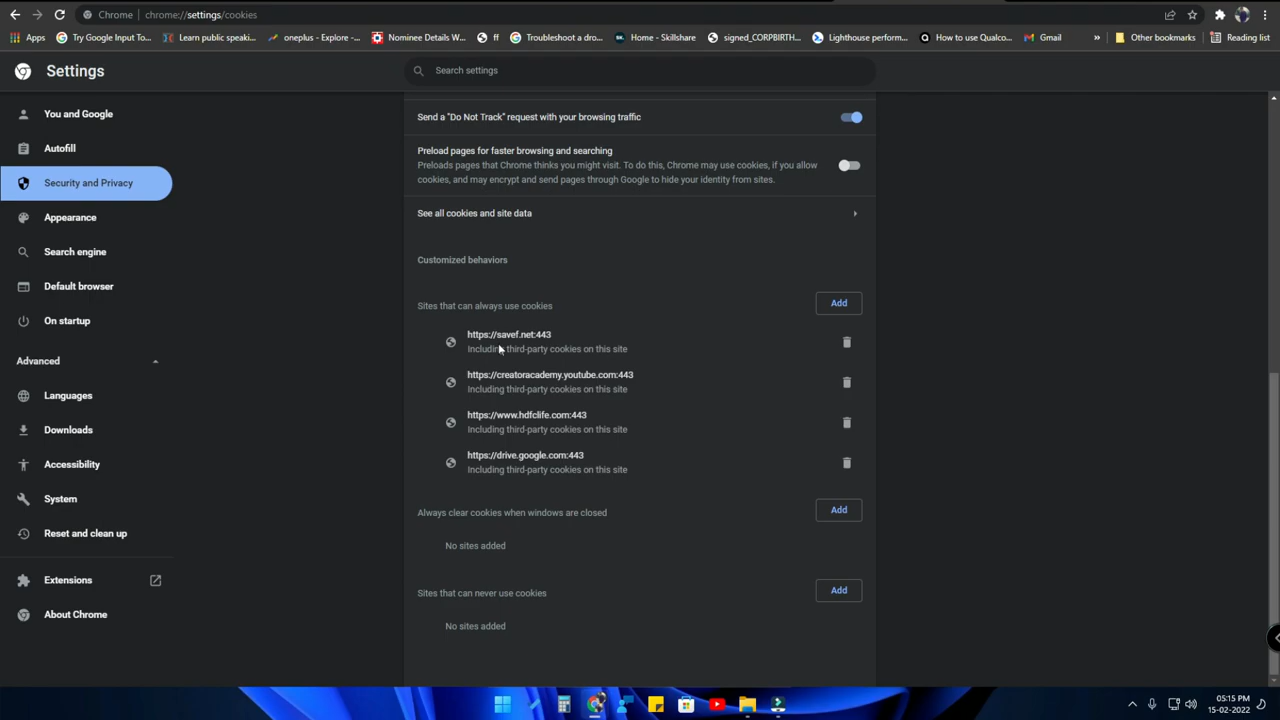 Chrome | chrome://settings/cookies
Apps Try Google Input To... Learn public speaki... oneplus - Explore -... Nominee Details W... ff Troubleshoot a dro... Home - Skillshare signed_CORPBIRTH... Lighthouse perform... How to use Qualco... Gmail » Other bookmarks Reading list
Settings
Search settings
You and Google
Autofill
Security and Privacy
Appearance
Search engine
Default browser
On startup
Advanced
Languages
Downloads
Accessibility
System
Reset and clean up
Extensions
About Chrome
Send a "Do Not Track" request with your browsing traffic
Preload pages for faster browsing and searching
Preloads pages that Chrome thinks you might visit. To do this, Chrome may use cookies, if you allow
cookies, and may encrypt and send pages through Google to hide your identity from sites.
See all cookies and site data
Customized behaviors
Sites that can always use cookies
Add
https://savef.net:443
Including third-party cookies on this site
https://creatoracademy.youtube.com:443
Including third-party cookies on this site
https://www.hdfclife.com:443
Including third-party cookies on this site
https://drive.google.com:443
Including third-party cookies on this site
Always clear cookies when windows are closed
Add
No sites added
Sites that can never use cookies
Add
No sites added
05:15 PM
15-02-2022